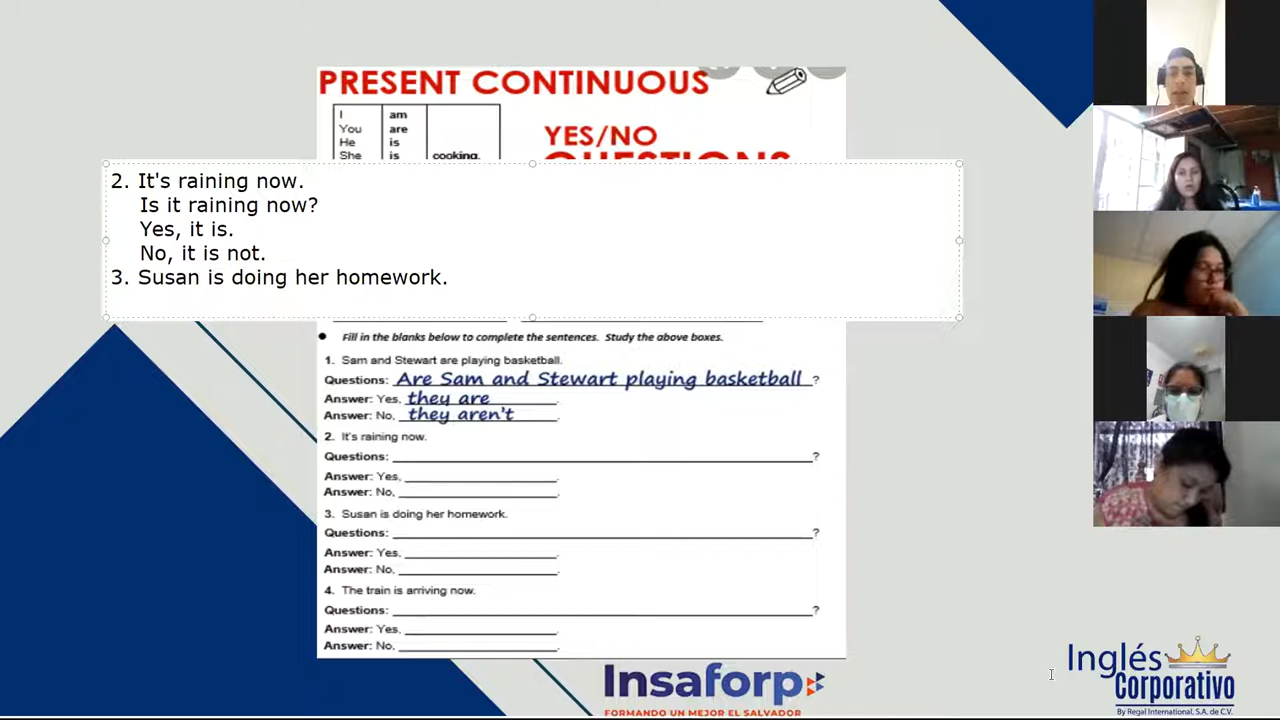 PRESENT CONTINUOUS
I am
You are
He is
She is cooking.
YES/NO
QUESTIONS
2. It's raining now.
Is it raining now?
Yes, it is.
No, it is not.
3. Susan is doing her homework.
Fill in the blanks below to complete the sentences. Study the above boxes.
1. Sam and Stewart are playing basketball.
Questions: Are Sam and Stewart playing basketball ?
Answer: Yes, they are .
Answer: No, they aren't .
2. It's raining now.
Questions: ?
Answer: Yes, .
Answer: No, .
3. Susan is doing her homework.
Questions: ?
Answer: Yes, .
Answer: No, .
4. The train is arriving now.
Questions: ?
Answer: Yes, .
Answer: No, .
Insaforp
FORMANDO UN MEJOR EL SALVADOR
Inglés
Corporativo
By Regal International, S.A. de C.V.